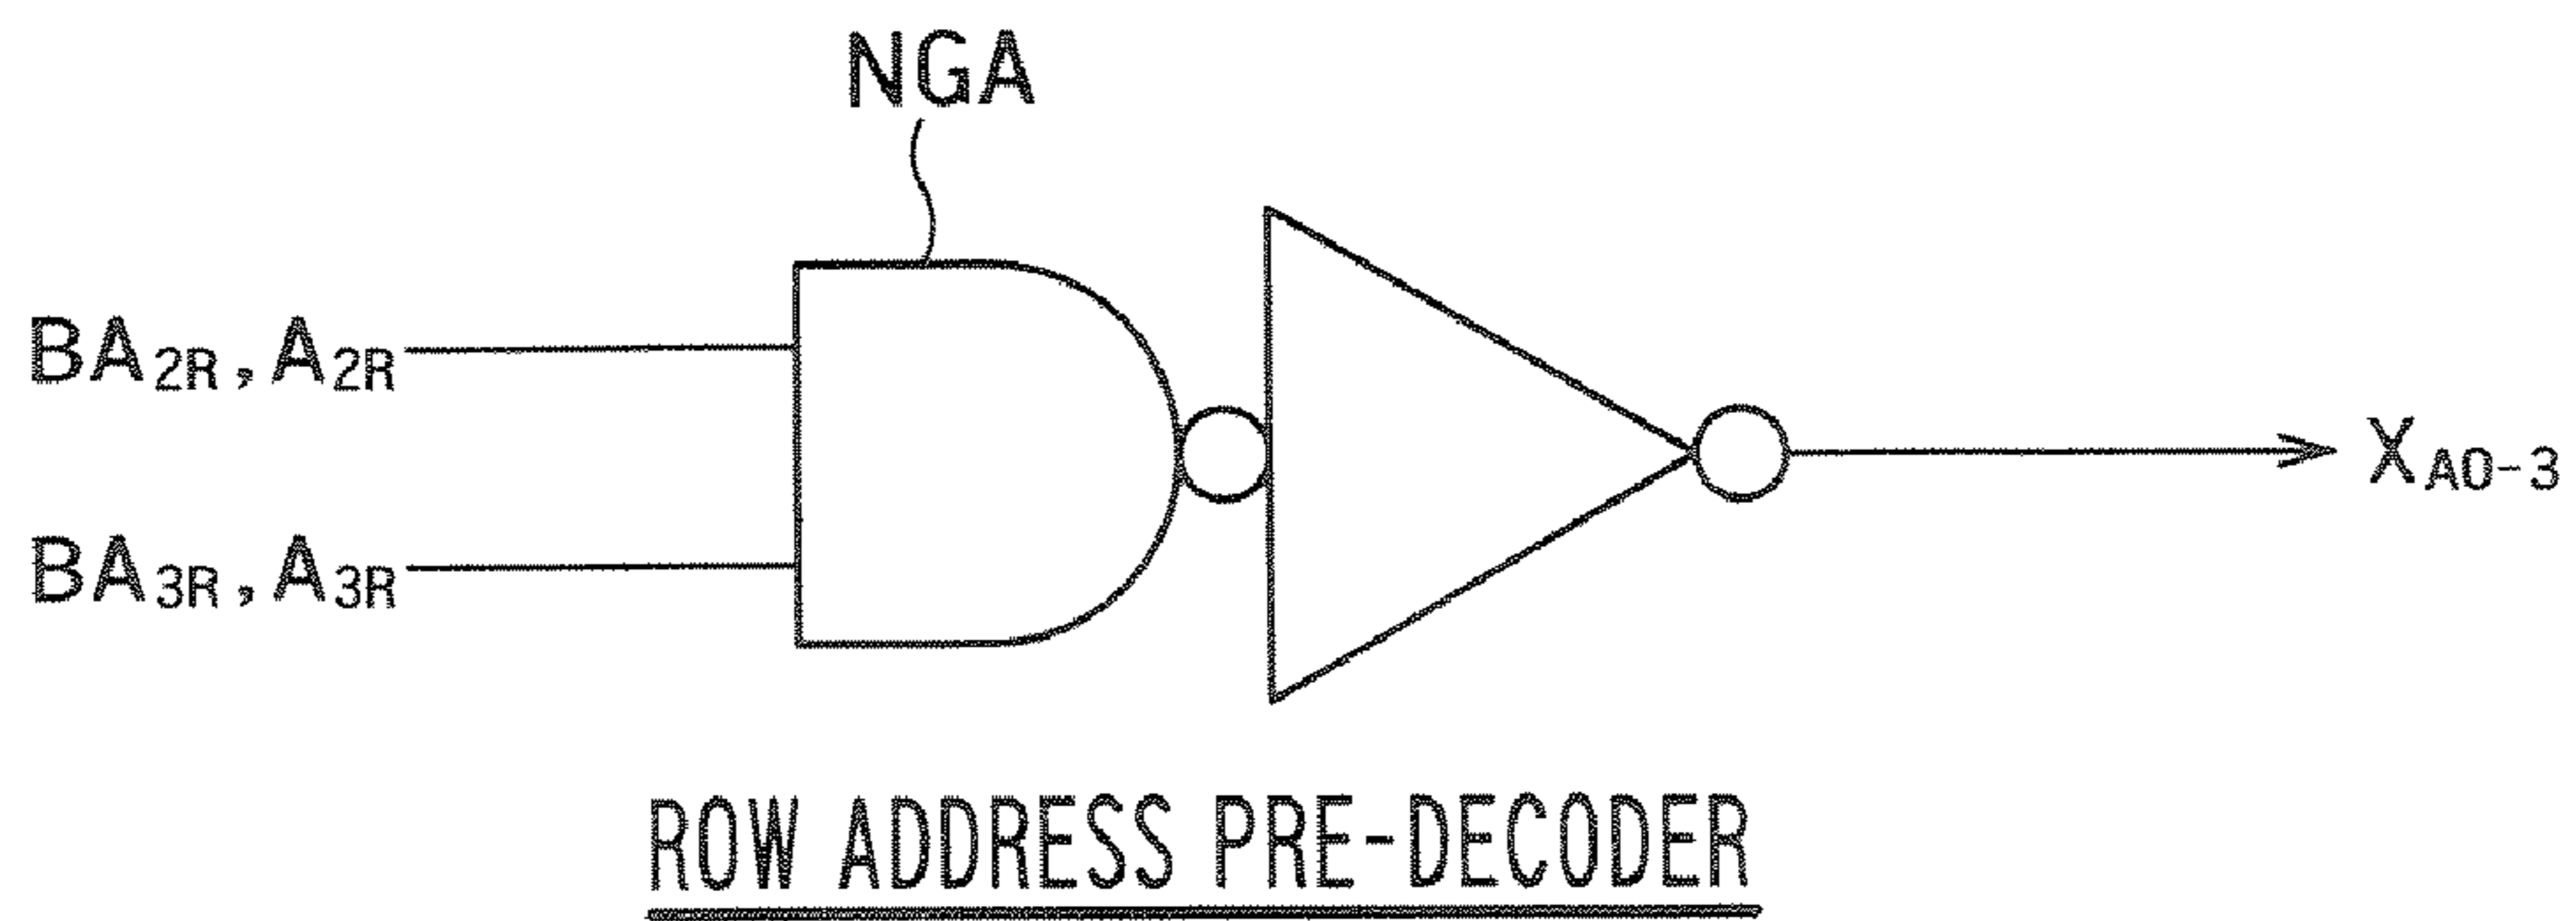 NGA
BA2R, A2R
BA3R, A3R
XA0-3
ROW ADDRESS PRE-DECODER